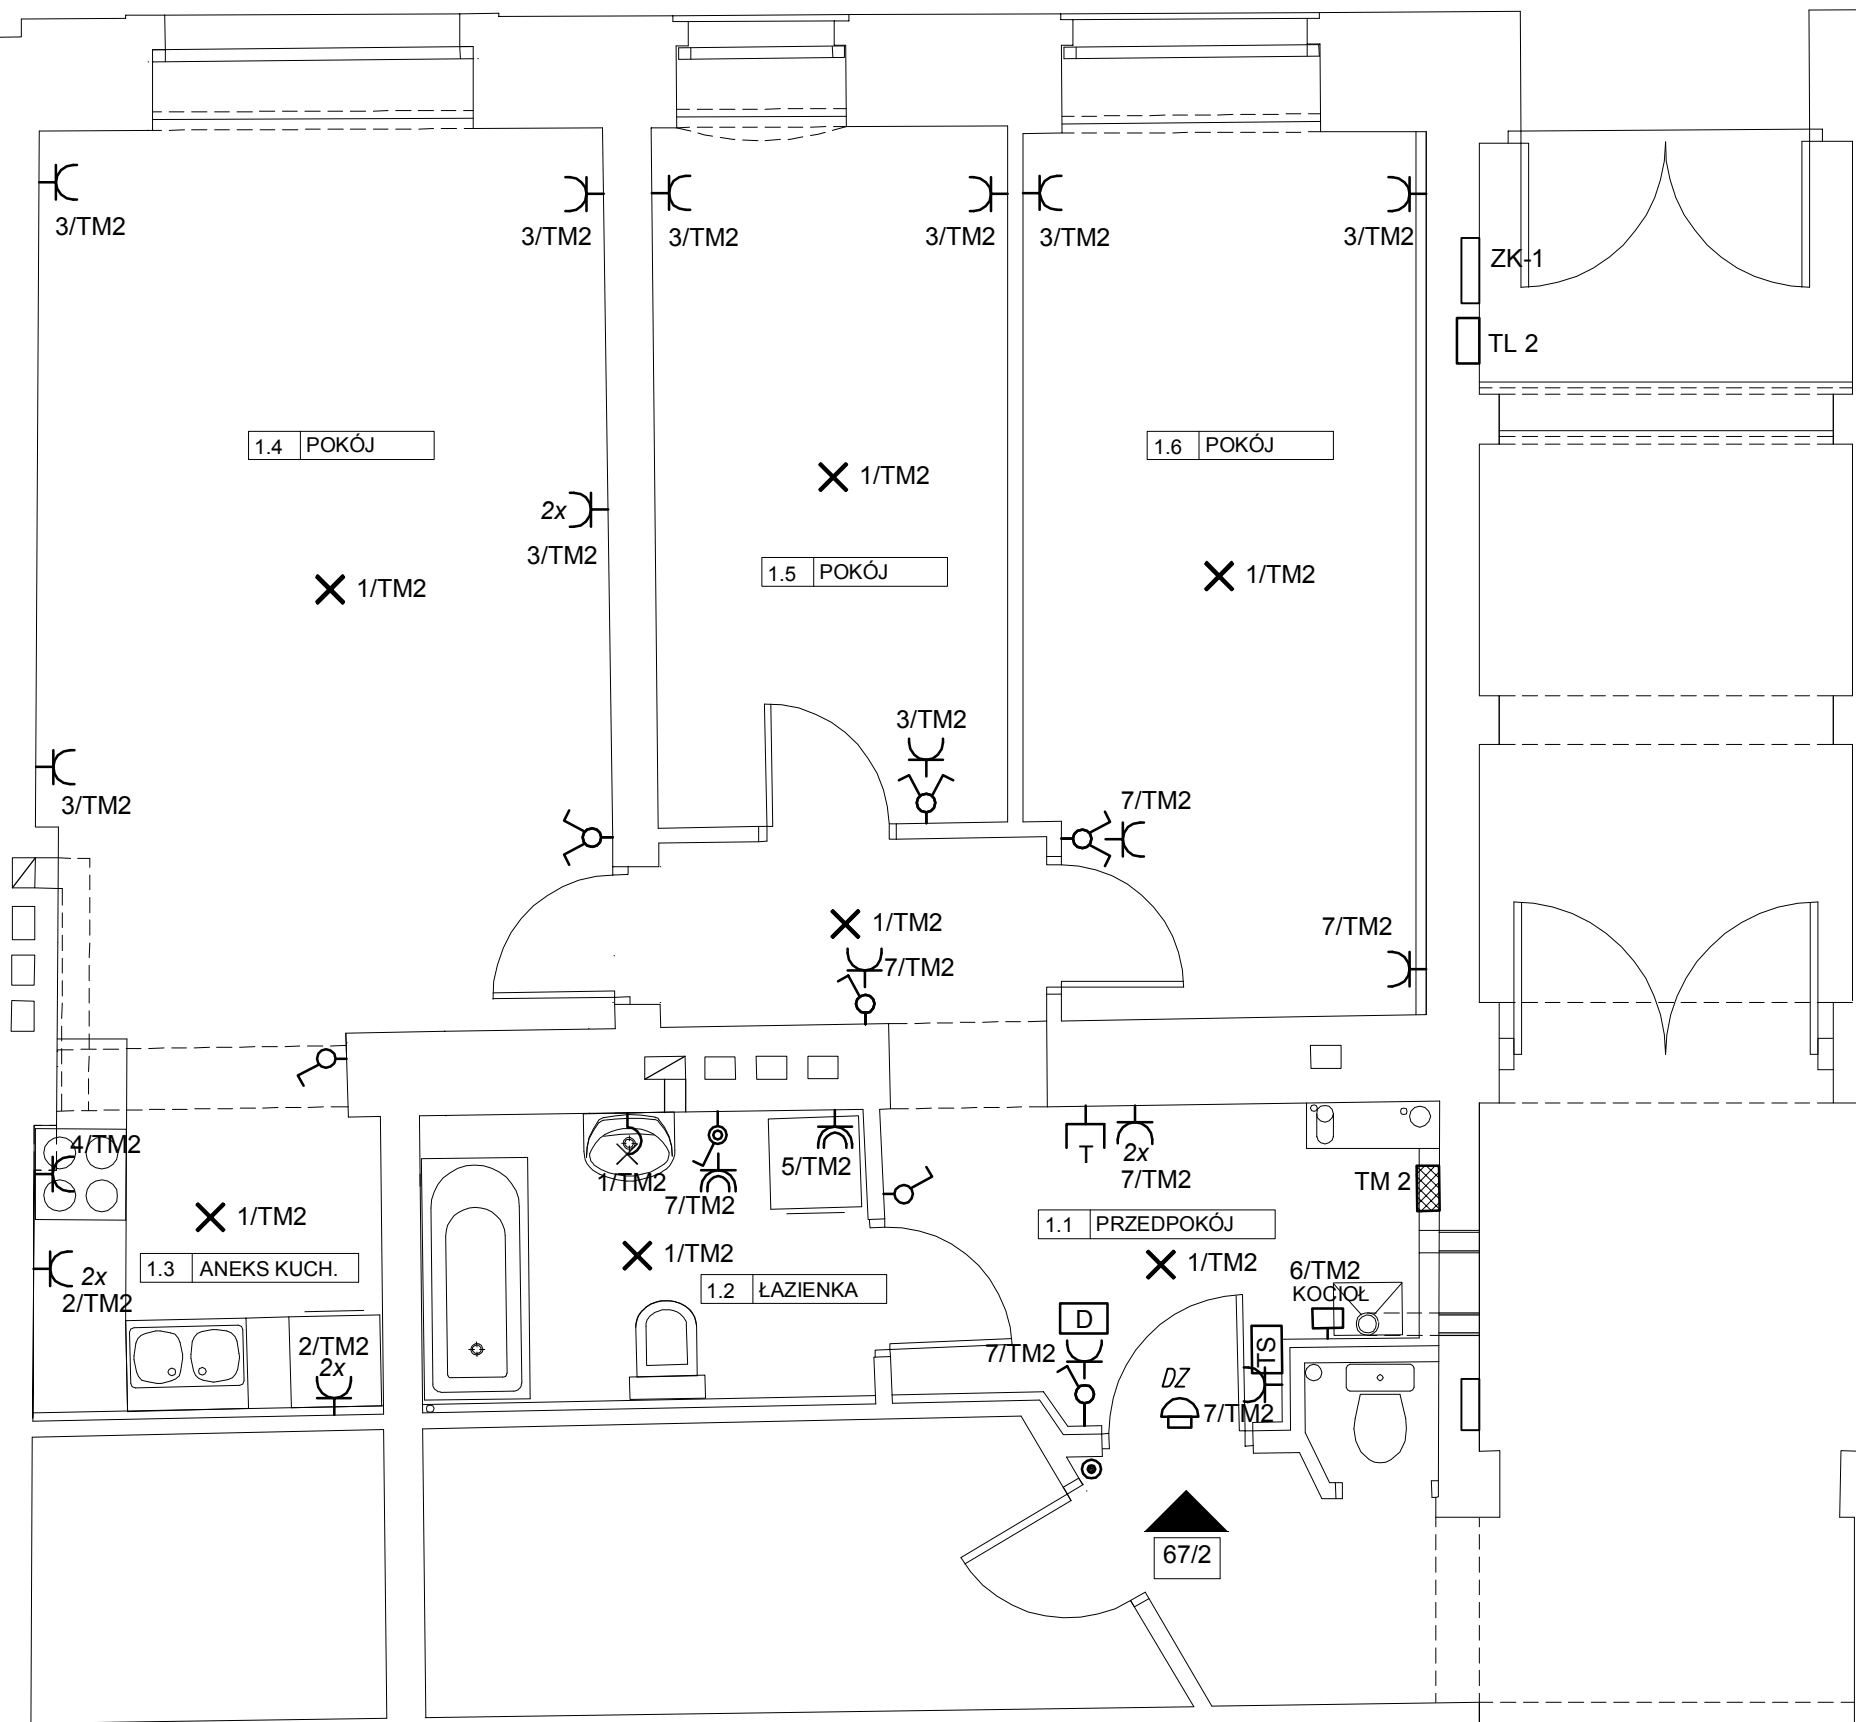 3/TM2
3/TM2
3/TM2
3/TM2
3/TM2
3/TM2
ZK-1
TL 2
1.4 POKÓJ
1.6 POKÓJ
1/TM2
2x
3/TM2
1.5 POKÓJ
1/TM2
1/TM2
3/TM2
3/TM2
7/TM2
1/TM2
7/TM2
7/TM2
4/TM2
T
2x
7/TM2
5/TM2
1/TM2
7/TM2
TM 2
1/TM2
1.1 PRZEDPOKÓJ
1/TM2
1/TM2
1.3 ANEKS KUCH.
2x
2/TM2
1.2 ŁAZIENKA
6/TM2
KOCIOŁ
D
2/TM2
2x
7/TM2
TS
DZ
7/TM2
67/2